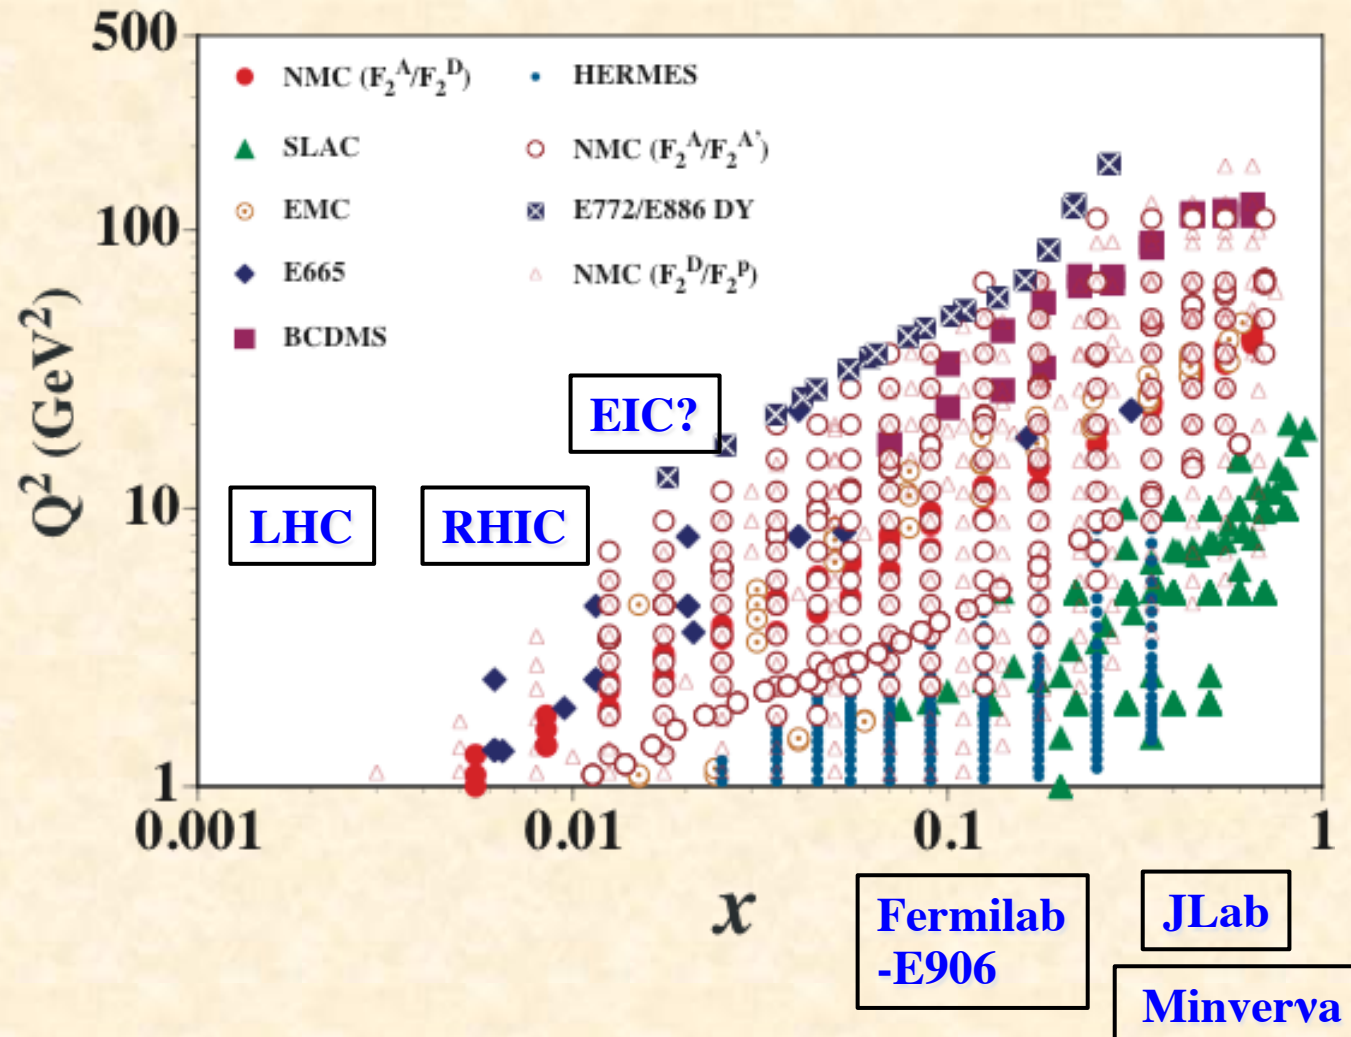 500
NMC (F₂ᴬ/F₂ᴰ)
HERMES
SLAC
NMC (F₂ᴬ/F₂ᴬ')
EMC
E772/E886 DY
E665
NMC (F₂ᴰ/F₂ᵖ)
BCDMS
100
EIC?
Q² (GeV²)
10
LHC
RHIC
1
0.001
0.01
0.1
1
x
Fermilab
-E906
JLab
Minverνa